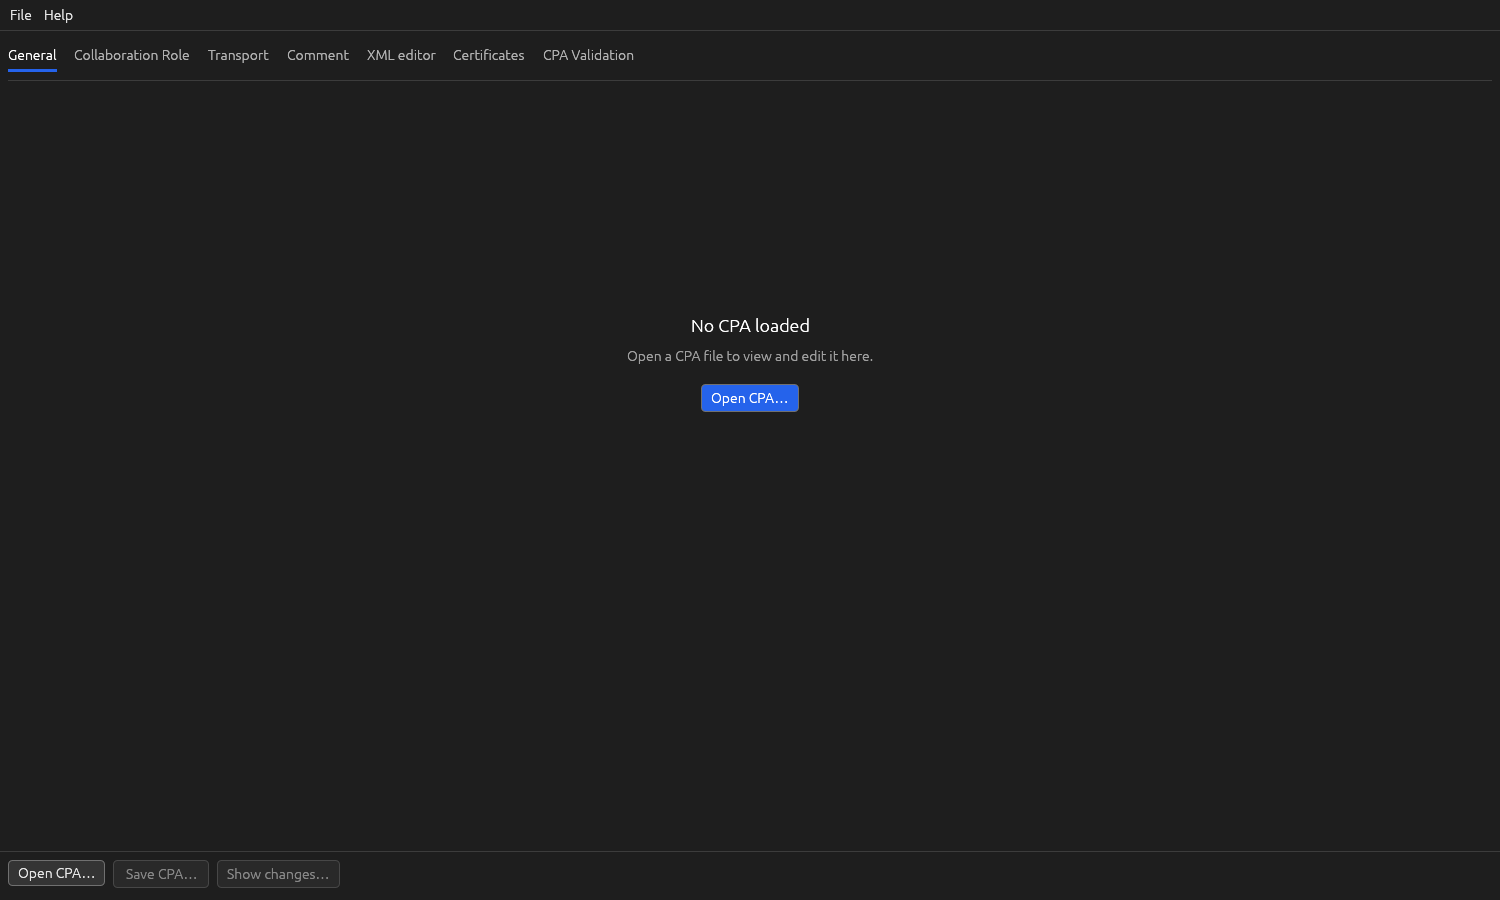 File Help
General Collaboration Role Transport Comment XML editor Certificates CPA Validation
No CPA loaded
Open a CPA file to view and edit it here.
Open CPA...
Open CPA... Save CPA... Show changes...